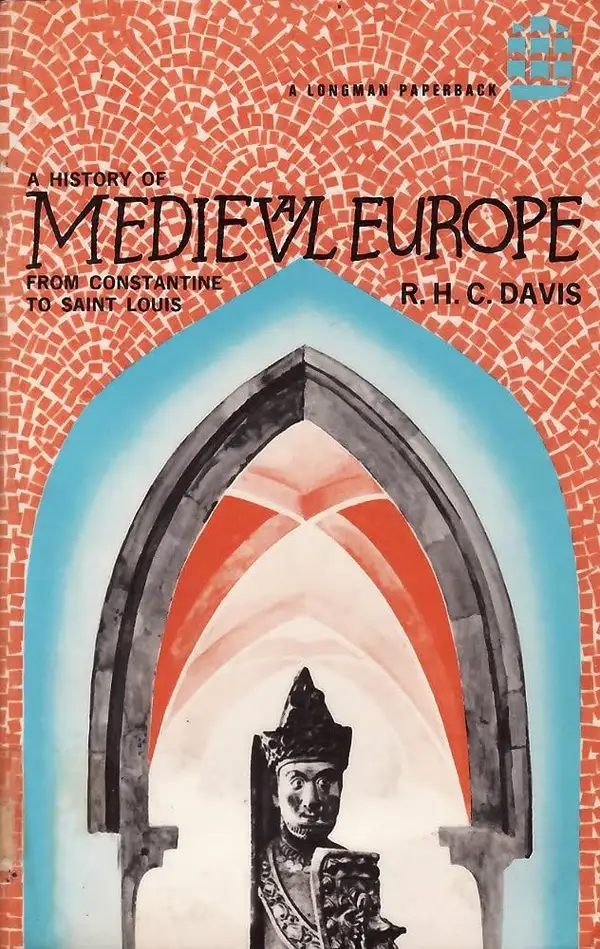 A LONGMAN PAPERBACK
A HISTORY OF
MEDIEVAL EUROPE
FROM CONSTANTINE
TO SAINT LOUIS
R. H. C. DAVIS